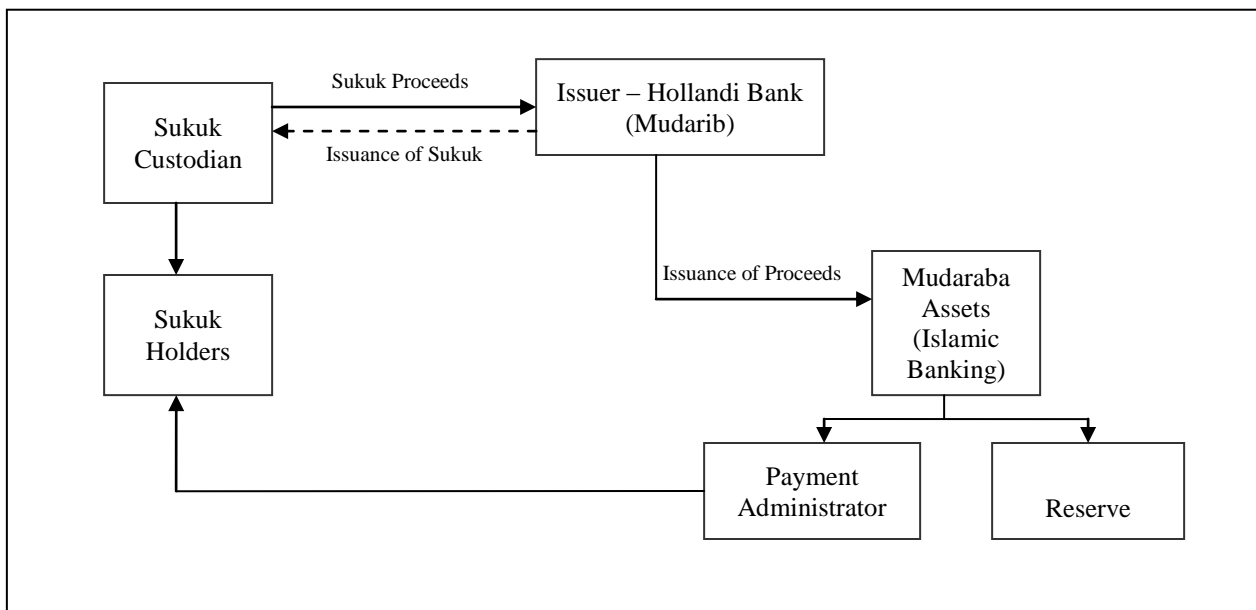 Sukuk Proceeds
Issuer – Hollandi Bank
(Mudarib)
Sukuk
Custodian
Issuance of Sukuk
Issuance of Proceeds
Mudaraba
Assets
(Islamic
Banking)
Sukuk
Holders
Payment
Administrator
Reserve